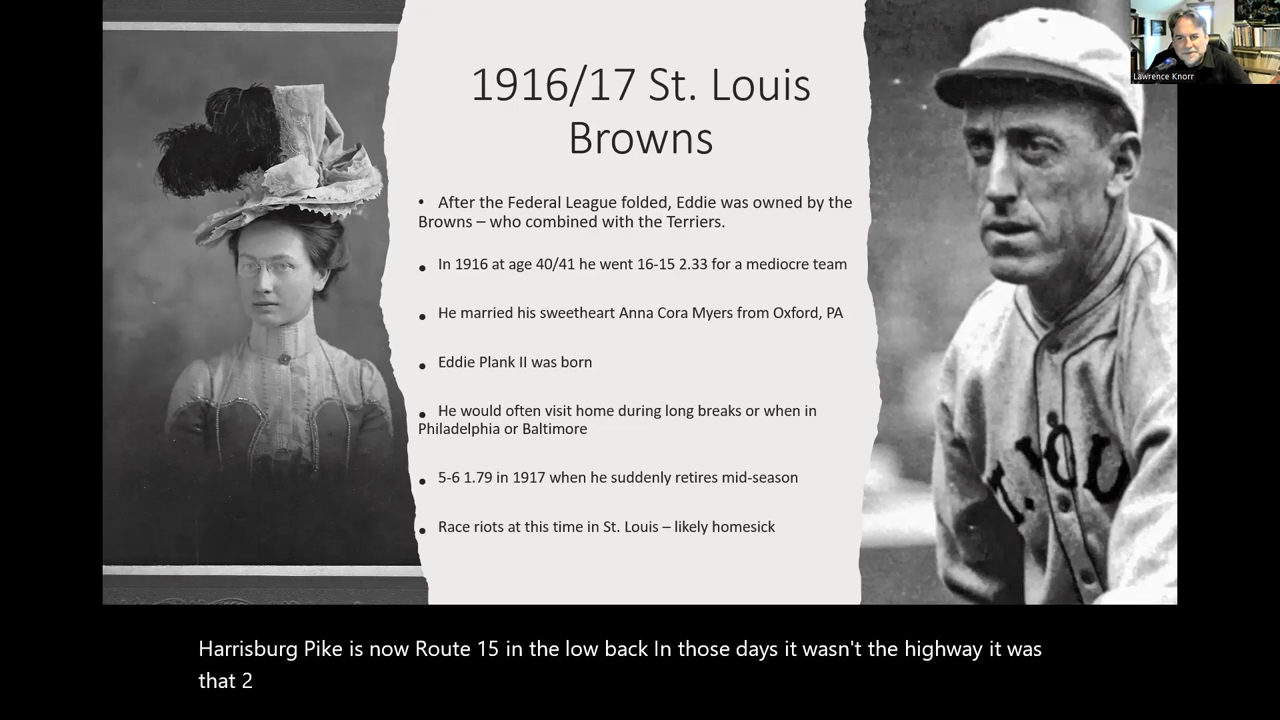 1916/17 St. Louis
Browns
Lawrence Knorr
• After the Federal League folded, Eddie was owned by the
Browns – who combined with the Terriers.
• In 1916 at age 40/41 he went 16-15 2.33 for a mediocre team
• He married his sweetheart Anna Cora Myers from Oxford, PA
• Eddie Plank II was born
• He would often visit home during long breaks or when in
Philadelphia or Baltimore
• 5-6 1.79 in 1917 when he suddenly retires mid-season
• Race riots at this time in St. Louis – likely homesick
T. LOU
Harrisburg Pike is now Route 15 in the low back In those days it wasn't the highway it was
that 2